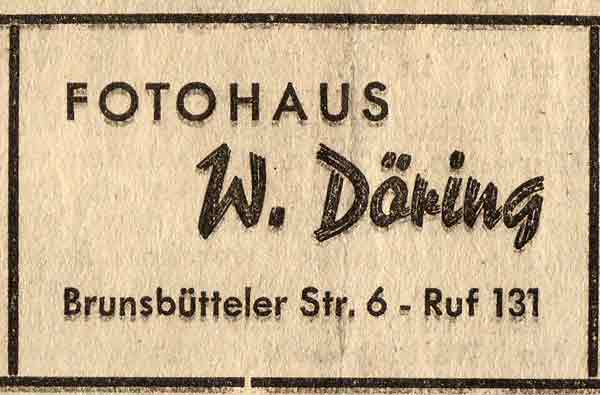 FOTOHAUS
W. Döring
Brunsbütteler Str. 6 - Ruf 131